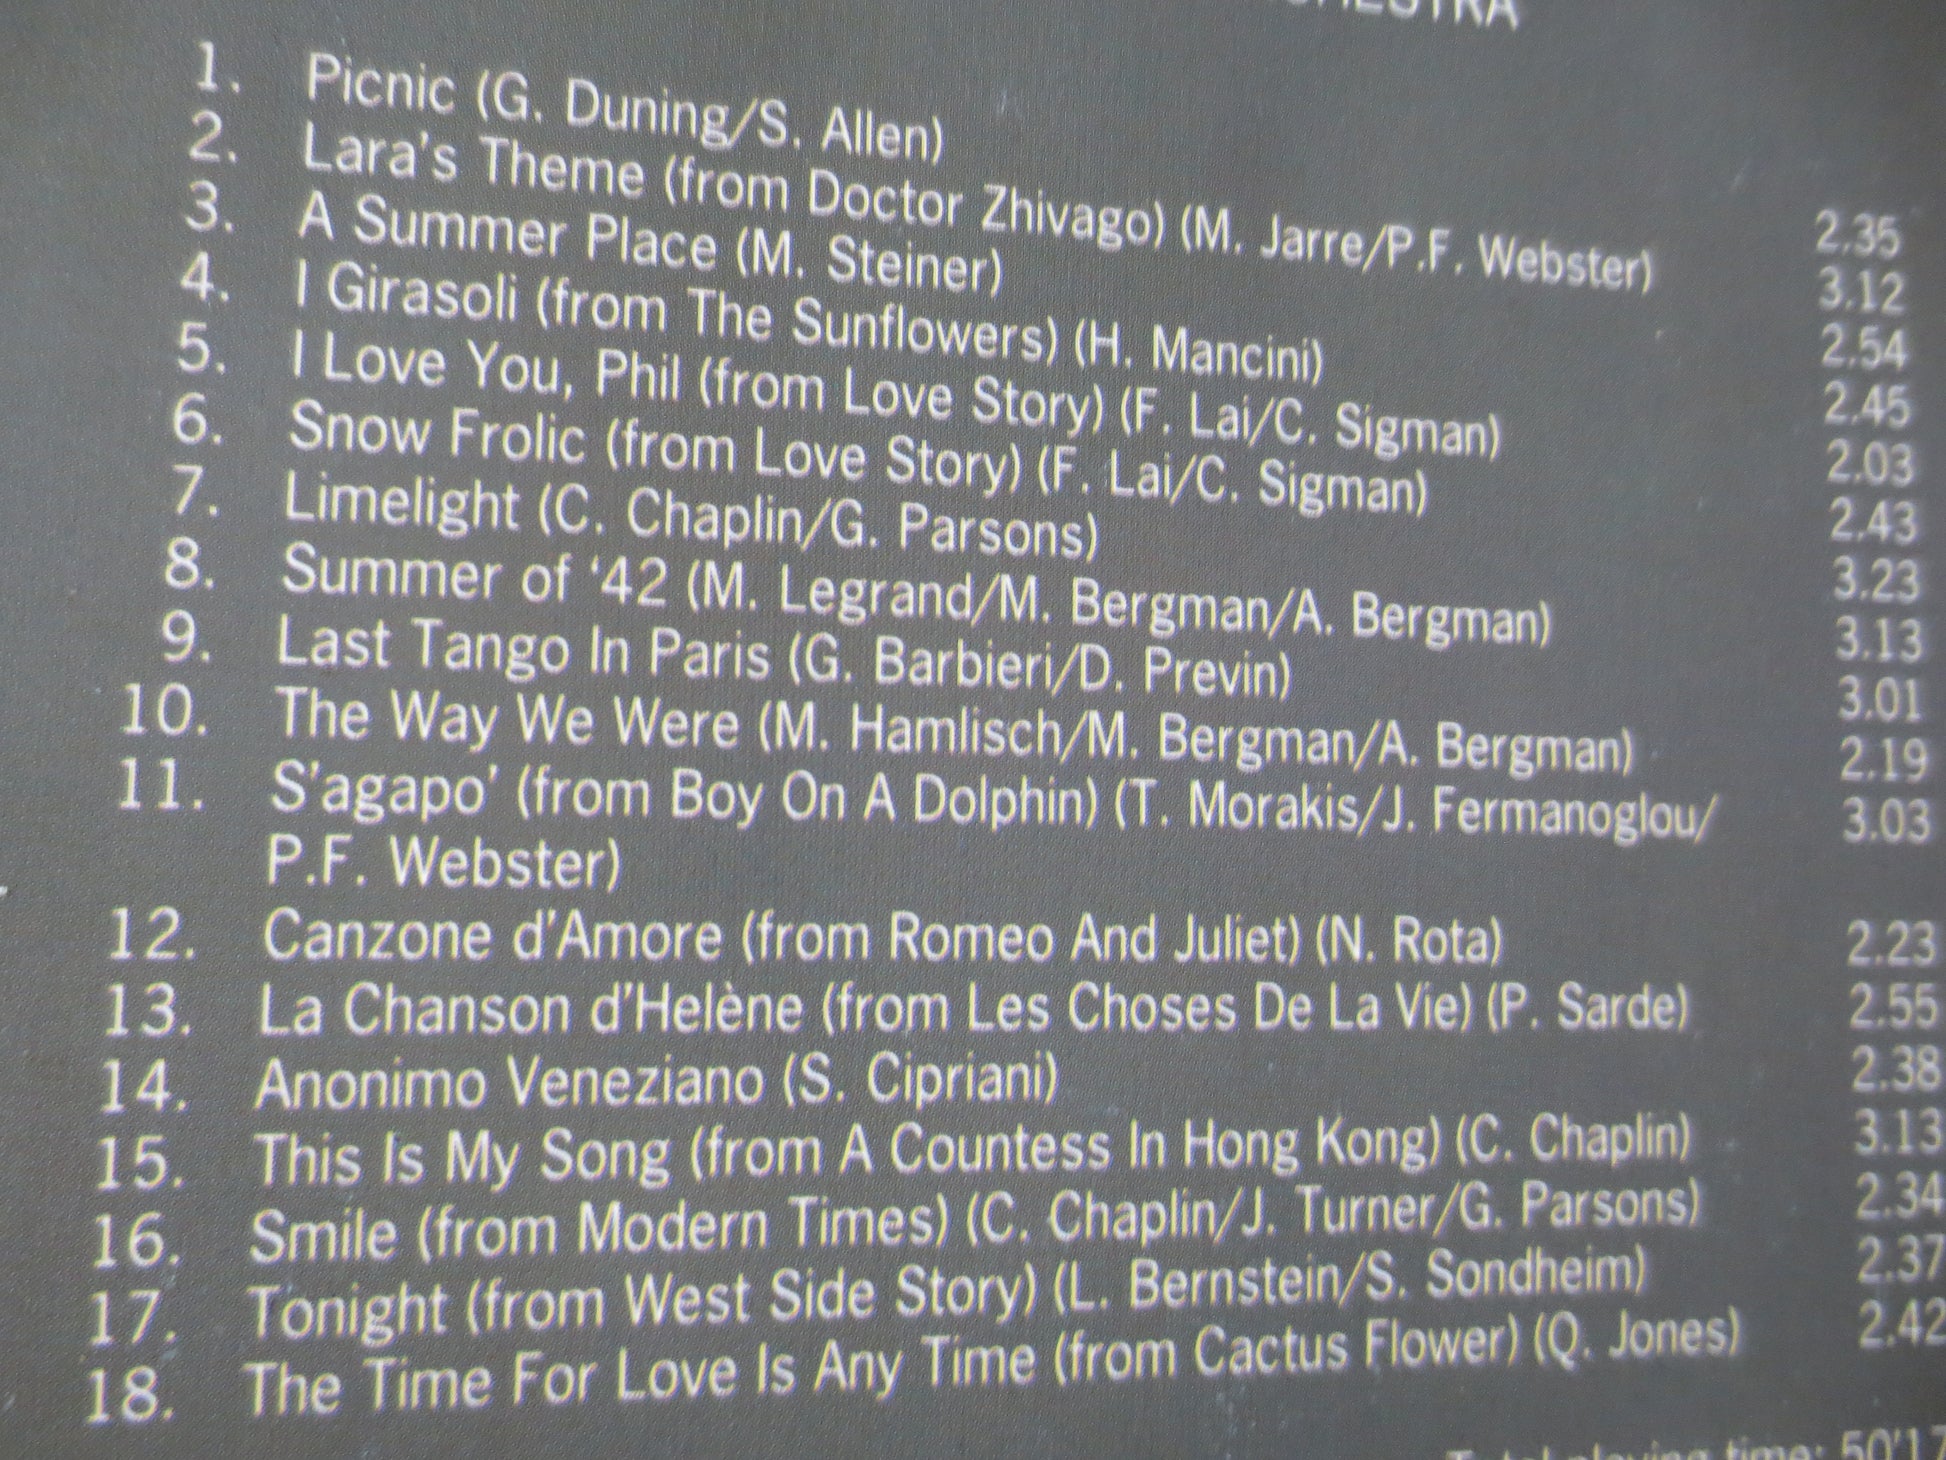 1. Picnic (G. Duning/S. Allen) 2.35
2. Lara's Theme (from Doctor Zhivago) (M. Jarre/P.F. Webster) 3.12
3. A Summer Place (M. Steiner) 2.54
4. I Girasoli (from The Sunflowers) (H. Mancini) 2.45
5. I Love You, Phil (from Love Story) (F. Lai/C. Sigman) 2.03
6. Snow Frolic (from Love Story) (F. Lai/C. Sigman) 2.43
7. Limelight (C. Chaplin/G. Parsons) 3.23
8. Summer of '42 (M. Legrand/M. Bergman/A. Bergman) 3.13
9. Last Tango In Paris (G. Barbieri/D. Previn) 3.01
10. The Way We Were (M. Hamlisch/M. Bergman/A. Bergman) 2.19
11. S'agapo' (from Boy On A Dolphin) (T. Morakis/J. Fermanoglou/ 3.03
P.F. Webster)
12. Canzone d'Amore (from Romeo And Juliet) (N. Rota) 2.23
13. La Chanson d'Helène (from Les Choses De La Vie) (P. Sarde) 2.55
14. Anonimo Veneziano (S. Cipriani) 2.38
15. This Is My Song (from A Countess In Hong Kong) (C. Chaplin) 3.13
16. Smile (from Modern Times) (C. Chaplin/J. Turner/G. Parsons) 2.34
17. Tonight (from West Side Story) (L. Bernstein/S. Sondheim) 2.37
18. The Time For Love Is Any Time (from Cactus Flower) (Q. Jones) 2.42
Total playing time: 50'17